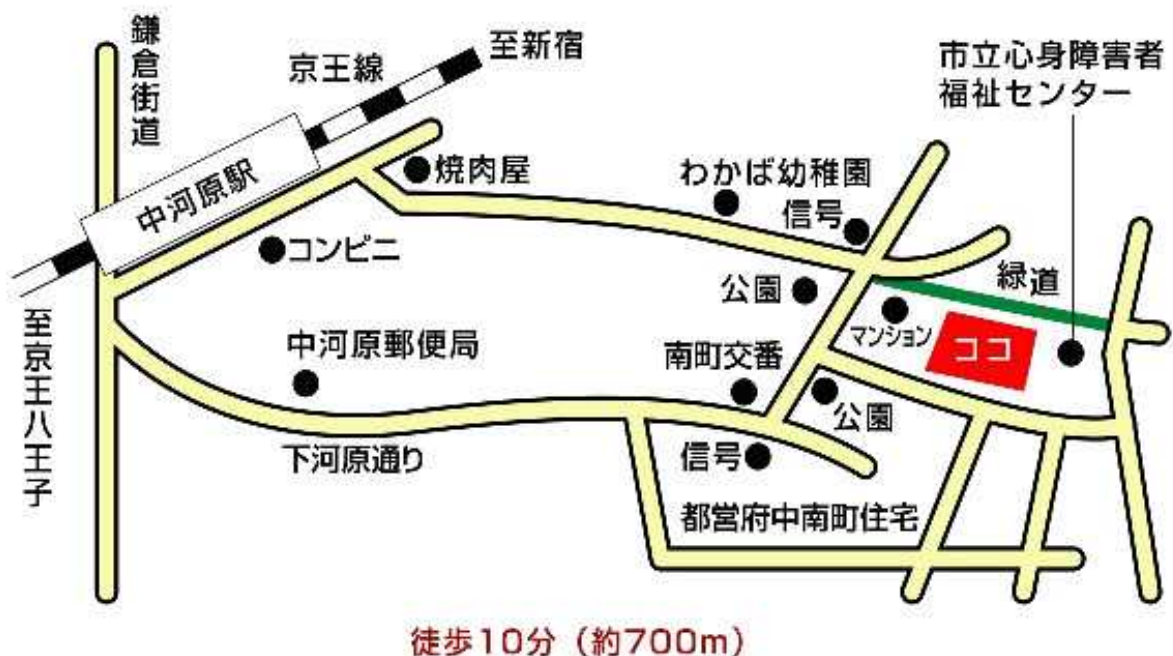 鎌倉街道
京王線
至新宿
市立心身障害者
福祉センター
中河原駅
焼肉屋
わかば幼稚園
信号
コンビニ
公園
緑道
至京王八王子
中河原郵便局
南町交番
マンション
ココ
公園
下河原通り
信号
都営府中南町住宅
徒歩10分（約700m）